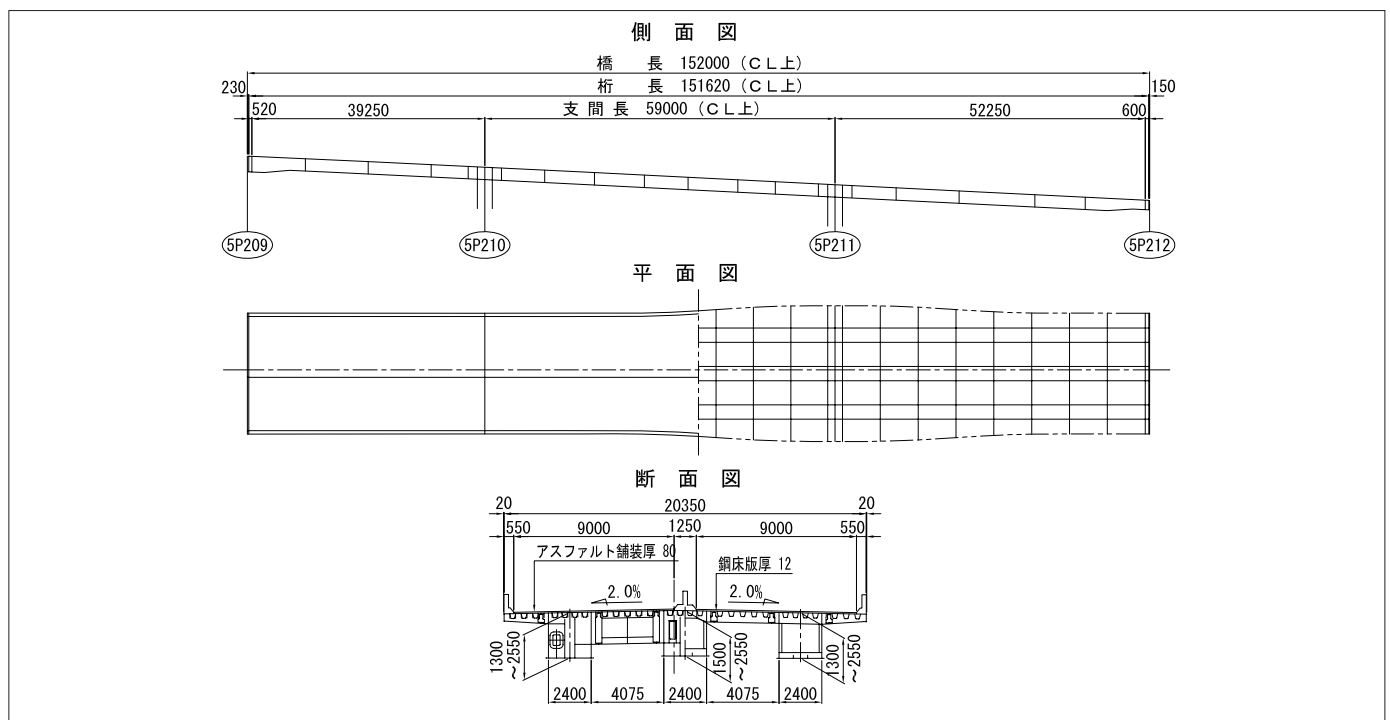 側面図
橋長 152000 (CL上)
230 桁長 151620 (CL上) 150
520 39250 支間長 59000 (CL上) 52250 600
5P209 5P210 5P211 5P212
平面図
断面図
20 20350 20
550 9000 1250 9000 550
アスファルト舗装厚 80 鋼床版厚 12
2.0% 2.0%
1300 ~2550 1500 ~2550 1300 ~2550
2400 4075 2400 4075 2400